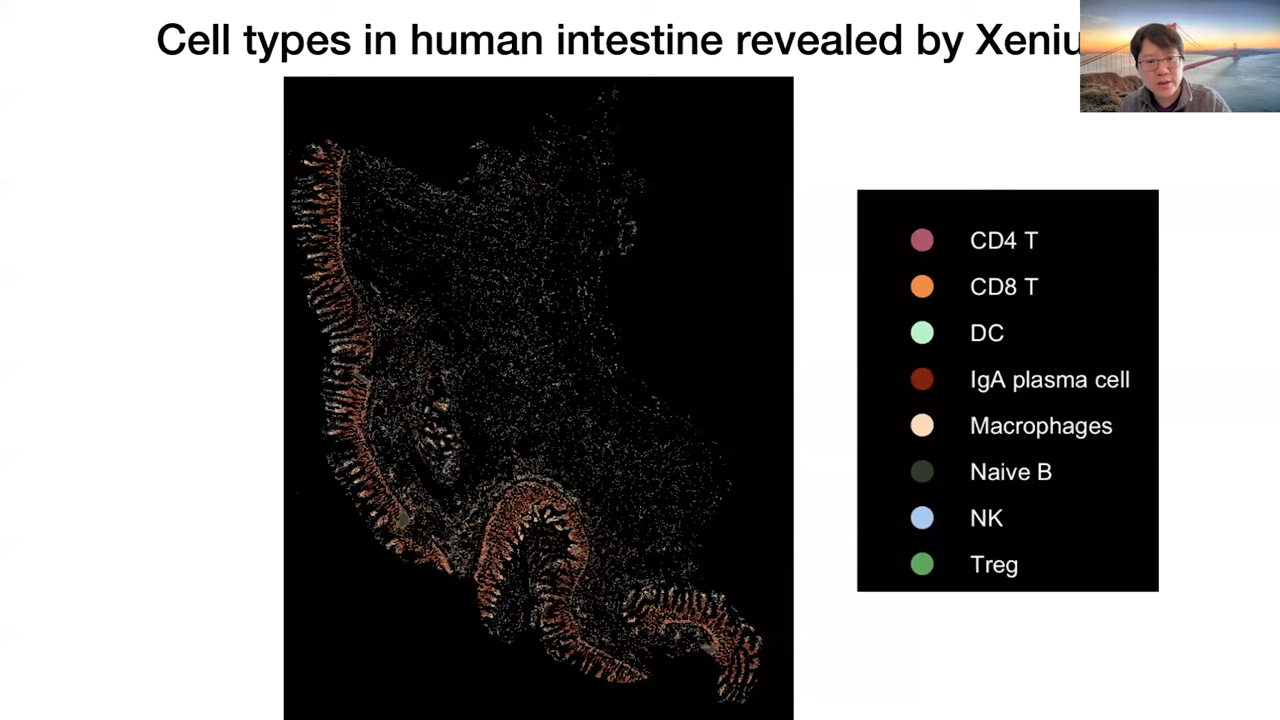 Cell types in human intestine revealed by Xeniu
CD4 T
CD8 T
DC
IgA plasma cell
Macrophages
Naive B
NK
Treg